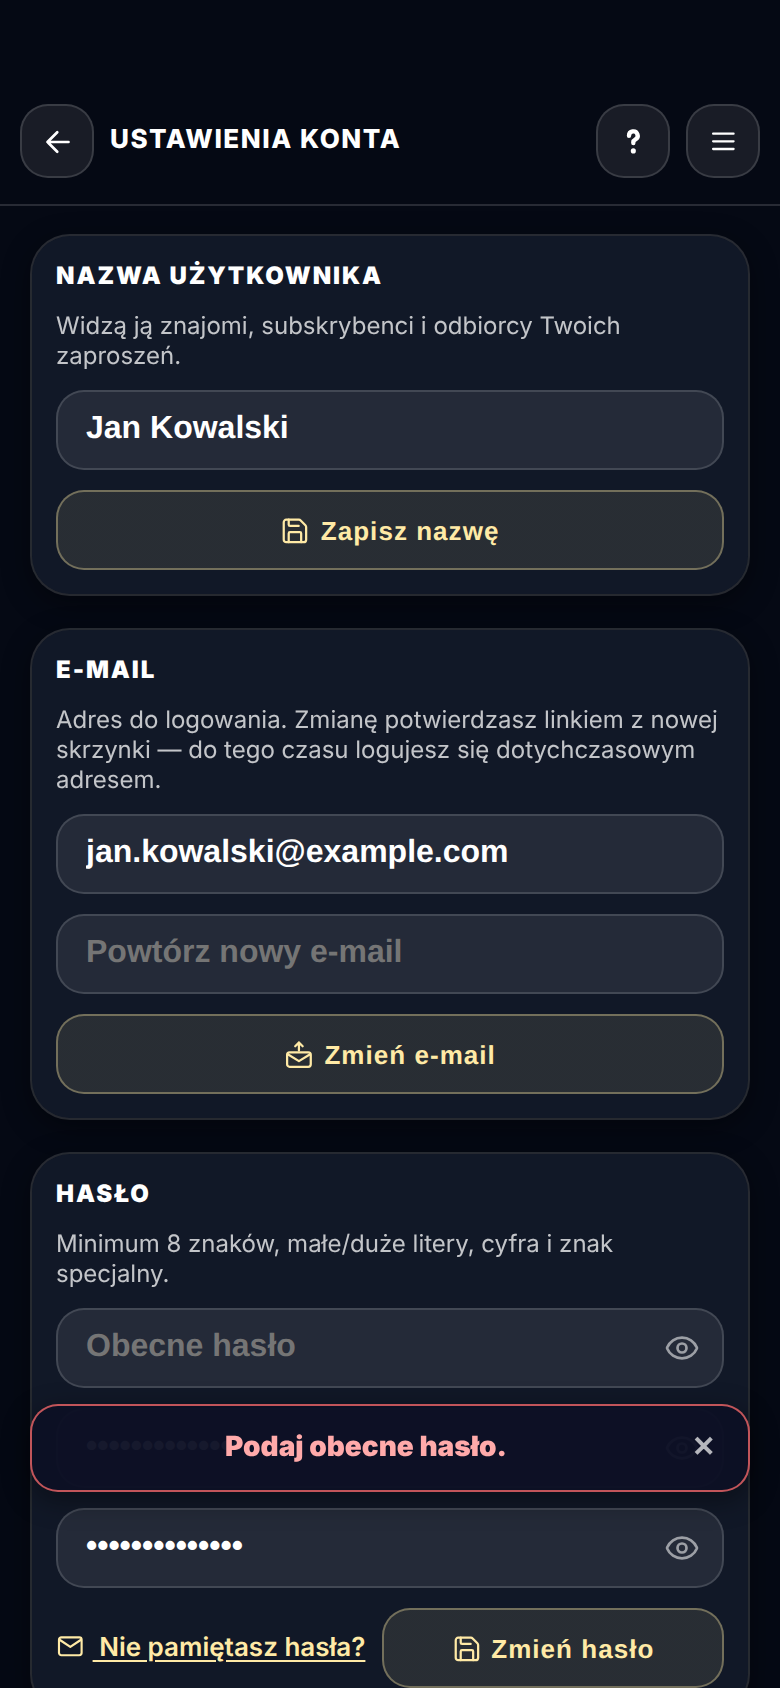 USTAWIENIA KONTA
?
NAZWA UŻYTKOWNIKA
Widzą ją znajomi, subskrybenci i odbiorcy Twoich
zaproszeń.
Jan Kowalski
Zapisz nazwę
E-MAIL
Adres do logowania. Zmianę potwierdzasz linkiem z nowej
skrzynki — do tego czasu logujesz się dotychczasowym
adresem.
jan.kowalski@example.com
Powtórz nowy e-mail
Zmień e-mail
HASŁO
Minimum 8 znaków, małe/duże litery, cyfra i znak
specjalny.
Obecne hasło
Podaj obecne hasło. ✕
••••••••••••••
Nie pamiętasz hasła?
Zmień hasło